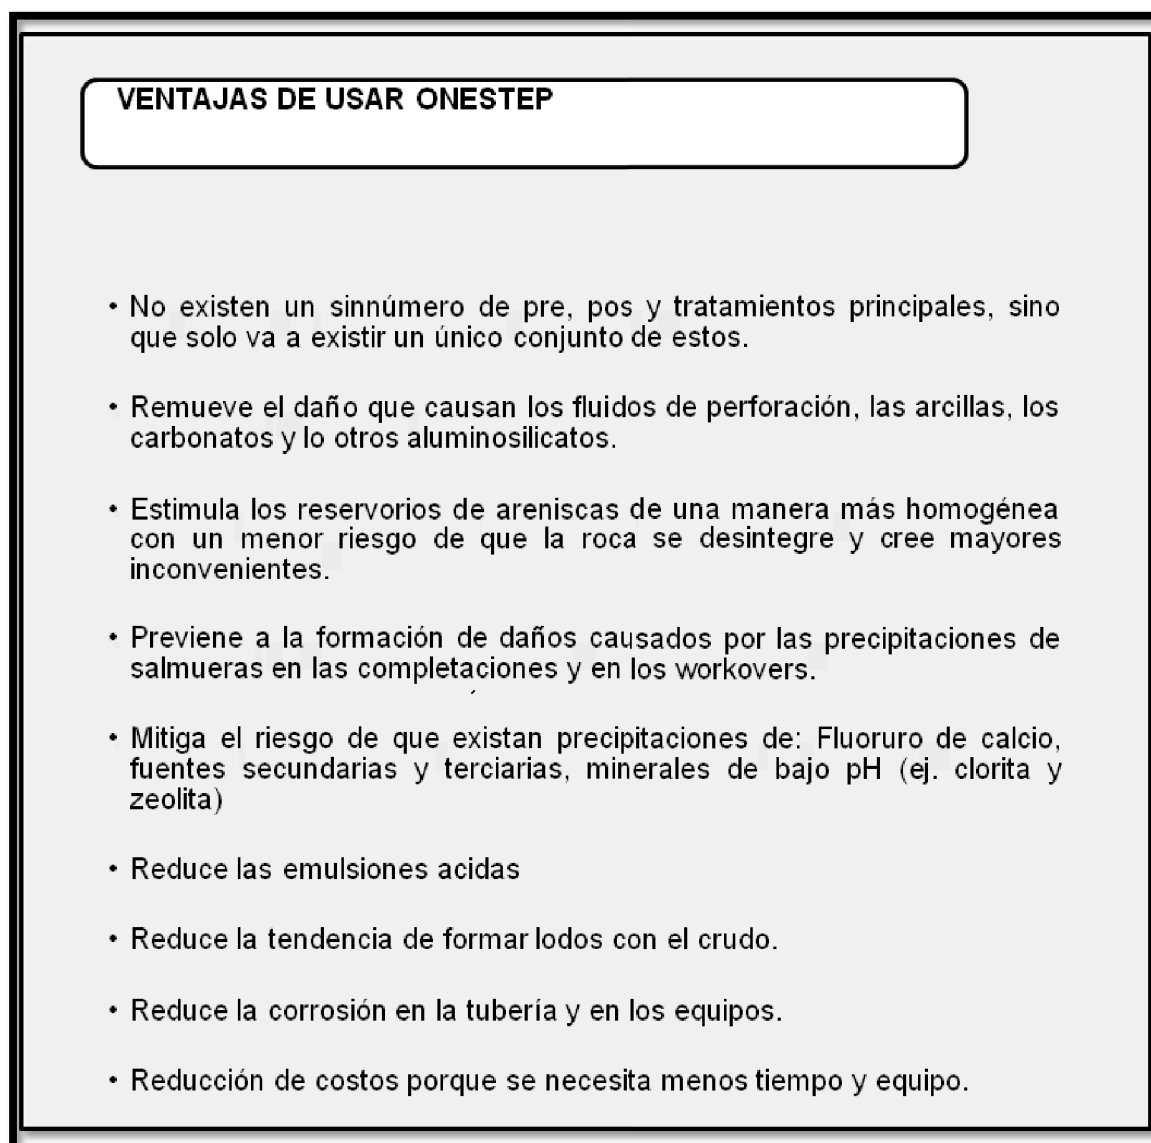 VENTAJAS DE USAR ONESTEP
• No existen un sinnúmero de pre, pos y tratamientos principales, sino
que solo va a existir un único conjunto de estos.
• Remueve el daño que causan los fluidos de perforación, las arcillas, los
carbonatos y lo otros aluminosilicatos.
• Estimula los reservorios de areniscas de una manera más homogénea
con un menor riesgo de que la roca se desintegre y cree mayores
inconvenientes.
• Previene a la formación de daños causados por las precipitaciones de
salmueras en las completaciones y en los workovers.
• Mitiga el riesgo de que existan precipitaciones de: Fluoruro de calcio,
fuentes secundarias y terciarias, minerales de bajo pH (ej. clorita y
zeolita)
• Reduce las emulsiones acidas
• Reduce la tendencia de formar lodos con el crudo.
• Reduce la corrosión en la tubería y en los equipos.
• Reducción de costos porque se necesita menos tiempo y equipo.